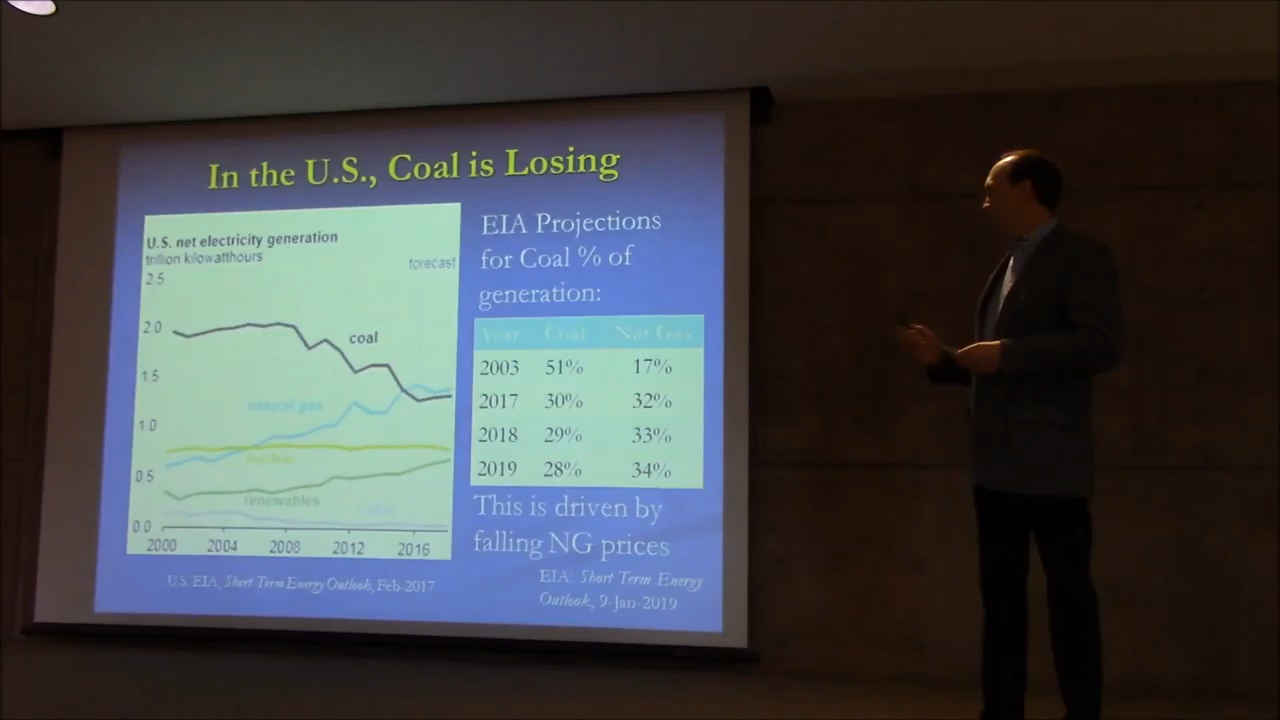 In the U.S., Coal is Losing
U.S. net electricity generation
trillion kilowatthours
forecast
2.5
2.0
1.5
1.0
0.5
0.0
coal
natural gas
nuclear
renewables
2000 2004 2008 2012 2016
U.S. EIA, Short-Term Energy Outlook, Feb-2017
EIA Projections
for Coal % of
generation:
Year Coal Nat Gas
2003 51% 17%
2017 30% 32%
2018 29% 33%
2019 28% 34%
This is driven by
falling NG prices
EIA: Short Term Energy
Outlook, 9-Jan-2019